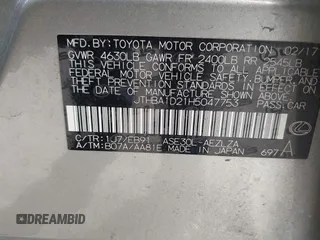 MFD. BY: TOYOTA MOTOR CORPORATION 02/17
GVWR 4630LB GAWR FR 2400LB RR 2545LB
THIS VEHICLE CONFORMS TO ALL APPLICABLE
FEDERAL MOTOR VEHICLE SAFETY, BUMPER, AND
THEFT PREVENTION STANDARDS IN EFFECT ON
THE DATE OF MANUFACTURE SHOWN ABOVE.
JTHBA1D21H5047753
PASSENGER CAR
C/TR: 1J7/EB91 ASE30L-AEZLZA
A/TM: B07A/AA81E MADE IN JAPAN 697A